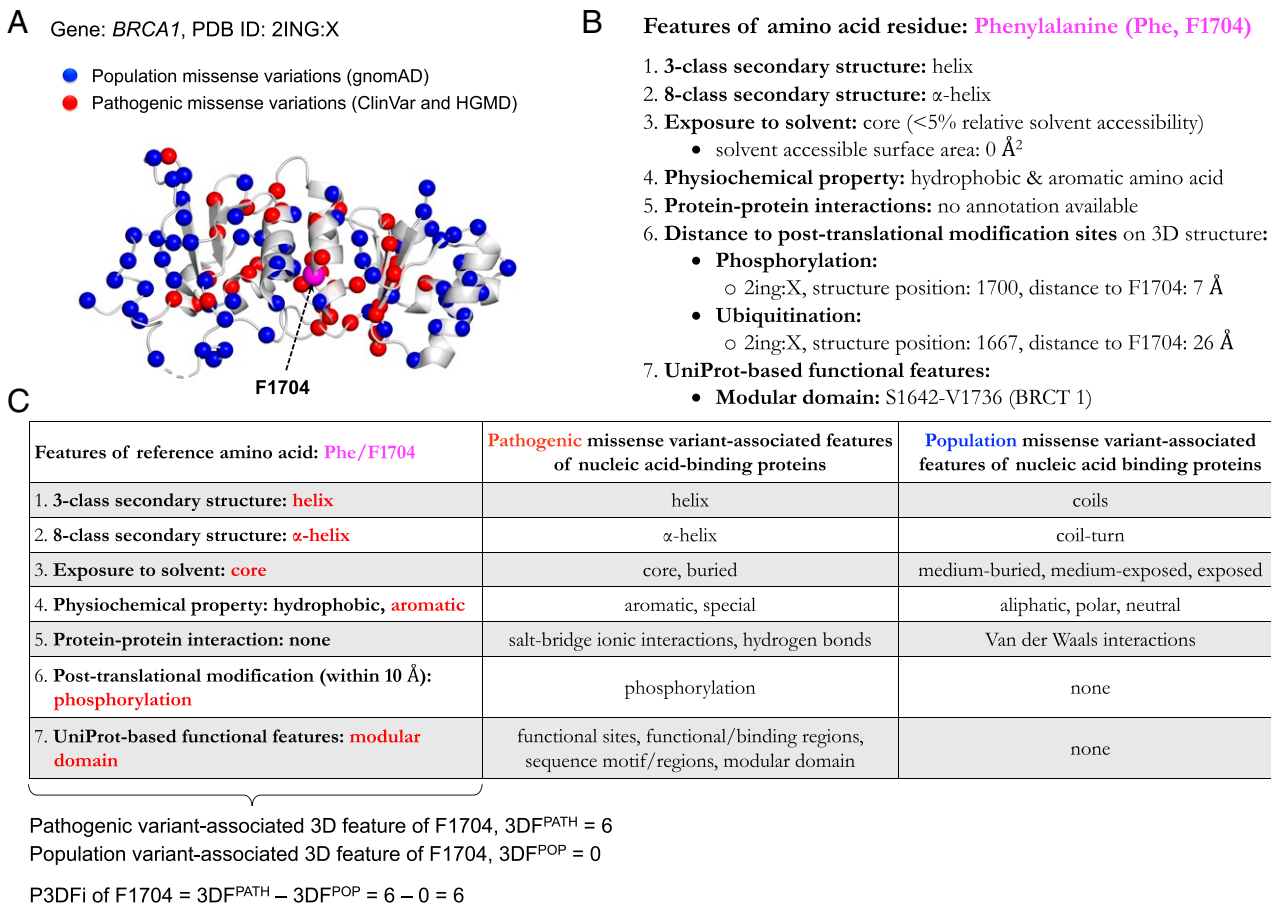 A
Gene: BRCA1, PDB ID: 2ING:X
Population missense variations (gnomAD)
Pathogenic missense variations (ClinVar and HGMD)
F1704
B
Features of amino acid residue: Phenylalanine (Phe, F1704)
1. 3-class secondary structure: helix
2. 8-class secondary structure: α-helix
3. Exposure to solvent: core (<5% relative solvent accessibility)
• solvent accessible surface area: 0 Å²
4. Physiochemical property: hydrophobic & aromatic amino acid
5. Protein-protein interactions: no annotation available
6. Distance to post-translational modification sites on 3D structure:
• Phosphorylation:
○ 2ing:X, structure position: 1700, distance to F1704: 7 Å
• Ubiquitination:
○ 2ing:X, structure position: 1667, distance to F1704: 26 Å
7. UniProt-based functional features:
• Modular domain: S1642-V1736 (BRCT 1)
C
Features of reference amino acid: Phe/F1704
Pathogenic missense variant-associated features
of nucleic acid-binding proteins
Population missense variant-associated
features of nucleic acid binding proteins
1. 3-class secondary structure: helix
helix
coils
2. 8-class secondary structure: α-helix
α-helix
coil-turn
3. Exposure to solvent: core
core, buried
medium-buried, medium-exposed, exposed
4. Physiochemical property: hydrophobic, aromatic
aromatic, special
aliphatic, polar, neutral
5. Protein-protein interaction: none
salt-bridge ionic interactions, hydrogen bonds
Van der Waals interactions
6. Post-translational modification (within 10 Å):
phosphorylation
phosphorylation
none
7. UniProt-based functional features: modular
domain
functional sites, functional/binding regions,
sequence motif/regions, modular domain
none
Pathogenic variant-associated 3D feature of F1704, 3DFPATH = 6
Population variant-associated 3D feature of F1704, 3DFPOP = 0
P3DFi of F1704 = 3DFPATH – 3DFPOP = 6 – 0 = 6